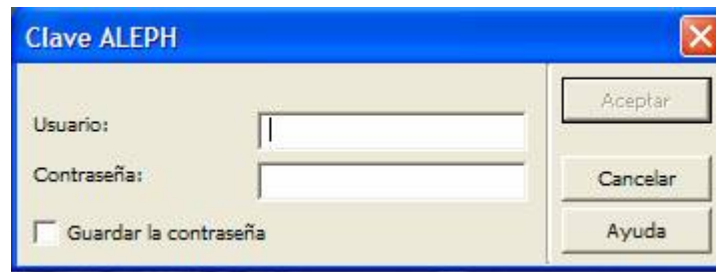 Clave ALEPH
Usuario:
Aceptar
Contraseña:
Cancelar
Guardar la contraseña
Ayuda